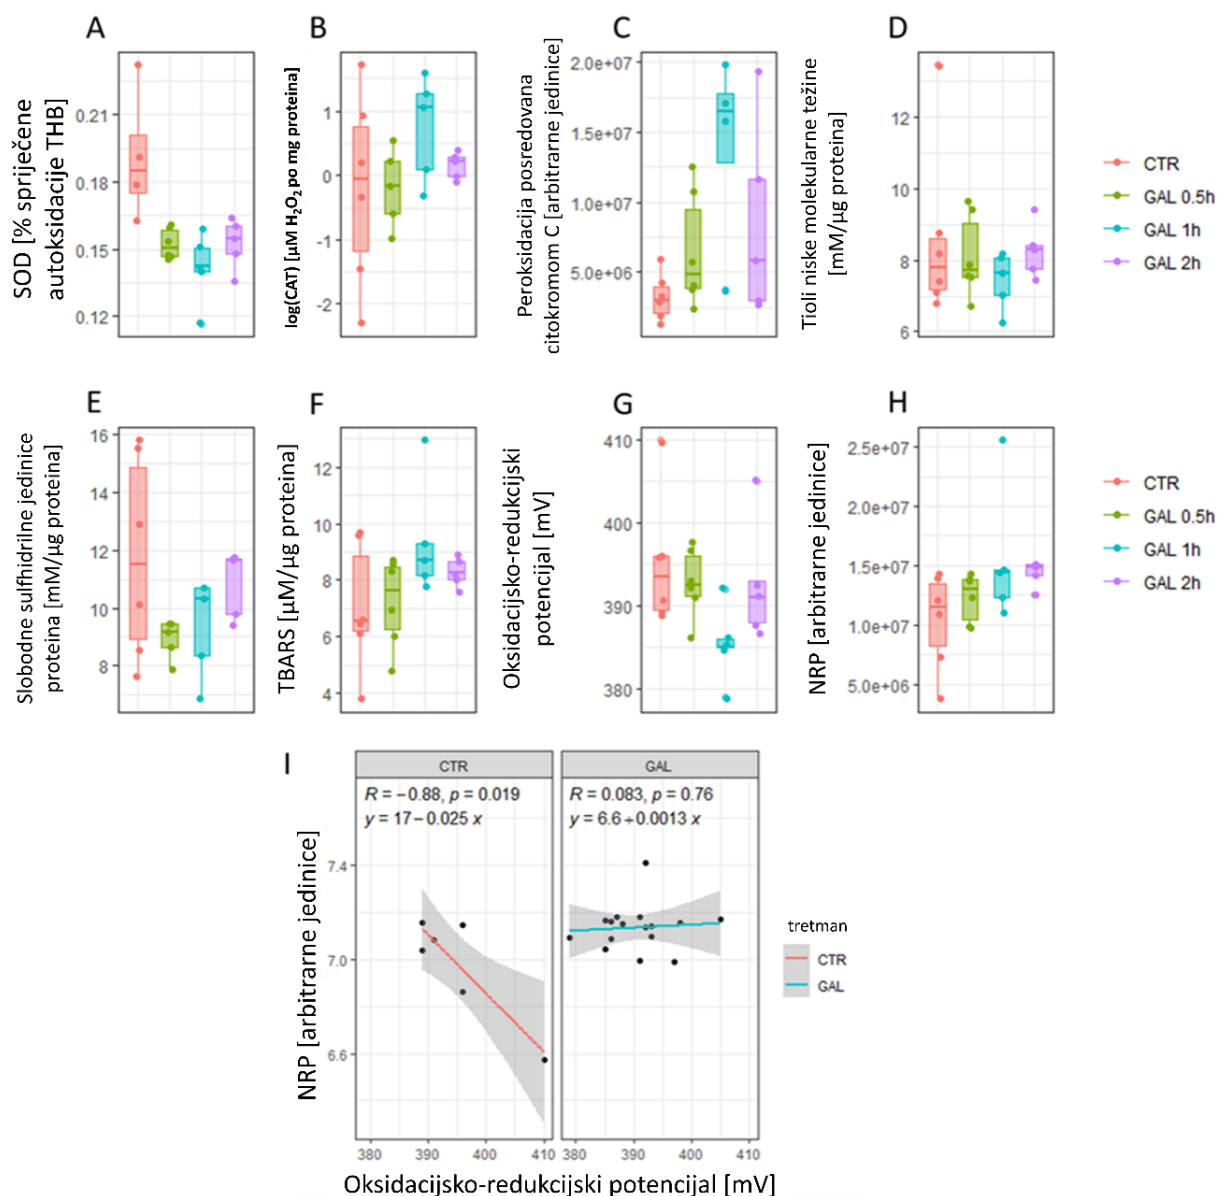 A
SOD [% spriječene
autoksidacije THB]
0.21
0.18
0.15
0.12
B
log(CAT) [µM H₂O₂ po mg proteina]
1
0
-1
-2
C
Peroksidacija posredovana
citokromom C [arbitrarne jedinice]
2.0e+07
1.5e+07
1.0e+07
5.0e+06
D
Tioli niske molekularne težine
[mM/µg proteina]
12
10
8
6
CTR
GAL 0.5h
GAL 1h
GAL 2h
E
Slobodne sulfhidrilne jedinice
proteina [mM/µg proteina]
16
14
12
10
8
F
TBARS [µM/µg proteina]
12
10
8
6
4
G
Oksidacijsko-redukcijski
potencijal [mV]
410
400
390
380
H
NRP [arbitrarne jedinice]
2.5e+07
2.0e+07
1.5e+07
1.0e+07
5.0e+06
CTR
GAL 0.5h
GAL 1h
GAL 2h
I
CTR
R = −0.88, p = 0.019
y = 17 − 0.025 x
GAL
R = 0.083, p = 0.76
y = 6.6 + 0.0013 x
NRP [arbitrarne jedinice]
7.4
7.0
6.6
380 390 400 410
380 390 400 410
Oksidacijsko-redukcijski potencijal [mV]
tretman
CTR
GAL